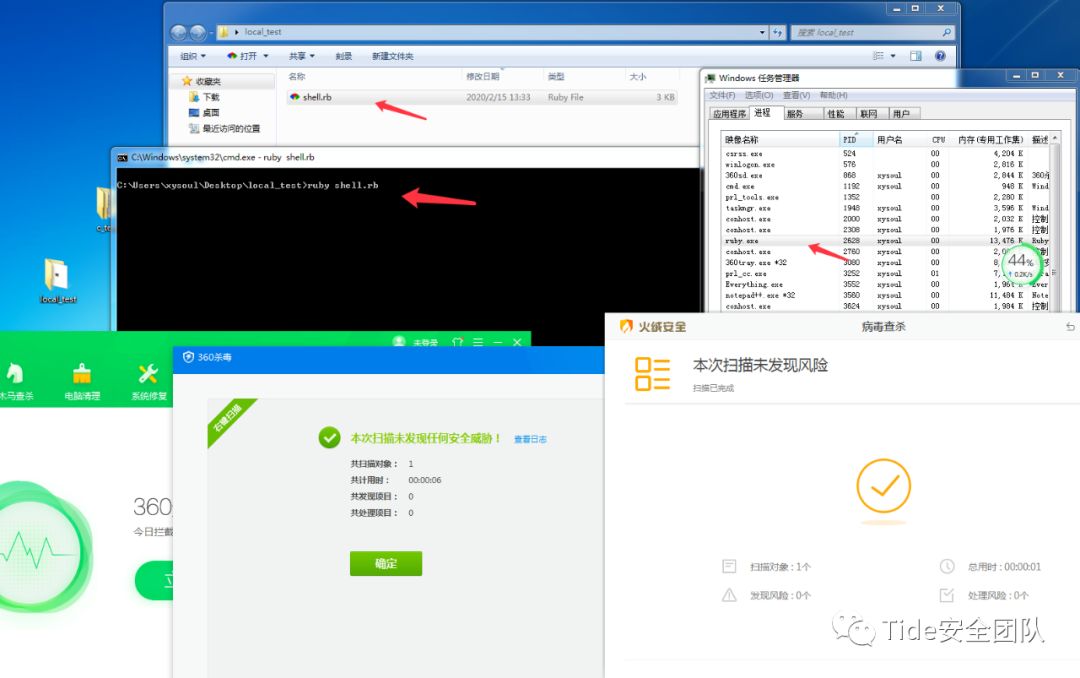 local_test
搜索 local_test
组织 打开 共享 刻录 新建文件夹
收藏夹
下载
桌面
最近访问的位置
名称 修改日期 类型 大小
shell.rb 2020/2/15 13:33 Ruby File 3 KB
C:\Windows\system32\cmd.exe - ruby shell.rb
C:\Users\xysoul\Desktop\local_test>ruby shell.rb
local_test
Windows 任务管理器
文件(F) 选项(O) 查看(V) 帮助(H)
应用程序 进程 服务 性能 联网 用户
映像名称 PID 用户名 CPU 内存(专用工作集) 描述
csrss.exe 524 00 4,204 K
winlogon.exe 576 00 2,816 K
360sd.exe 868 xysoul 00 2,844 K 360杀
cmd.exe 1192 xysoul 00 948 K Wind
prl_tools.exe 1352 00 2,280 K
taskmgr.exe 1948 xysoul 00 3,596 K Wind
conhost.exe 2000 xysoul 00 2,032 K 控制
conhost.exe 2308 xysoul 00 1,976 K 控制
ruby.exe 2628 xysoul 00 13,476 K Ruby
conhost.exe 2760 xysoul 00
360tray.exe *32 3080 xysoul 00
prl_cc.exe 3252 xysoul 01
Everything.exe 3552 xysoul 00
notepad++.exe *32 3560 xysoul 00 11,484 K Note
conhost.exe 3624 xysoul 00 1,984 K 控制
44%
↑ 0.2K/s
未登录
木马查杀 电脑清理 系统修复
360
今日拦截
立
360杀毒
右键扫描
本次扫描未发现任何安全威胁! 查看日志
共扫描对象: 1
共计用时: 00:00:06
共发现项目: 0
共处理项目: 0
确定
火绒安全
病毒查杀
本次扫描未发现风险
扫描已完成
扫描对象:1个 总用时:00:00:01
发现风险:0个 处理风险:0个
Tide安全团队